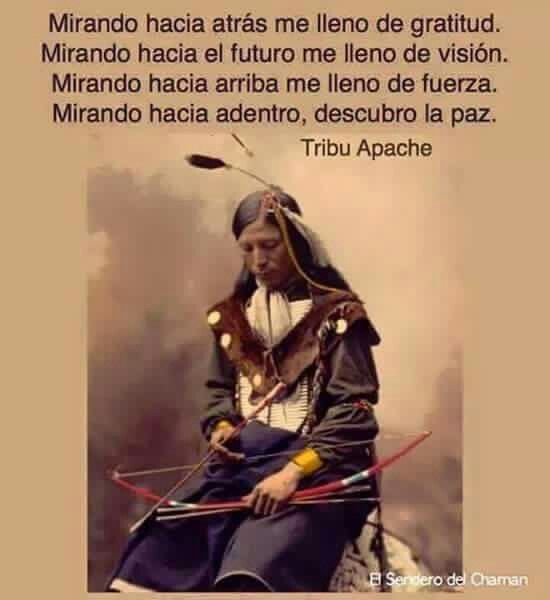 Mirando hacia atrás me lleno de gratitud.
Mirando hacia el futuro me lleno de visión.
Mirando hacia arriba me lleno de fuerza.
Mirando hacia adentro, descubro la paz.
Tribu Apache
El Sendero del Chaman